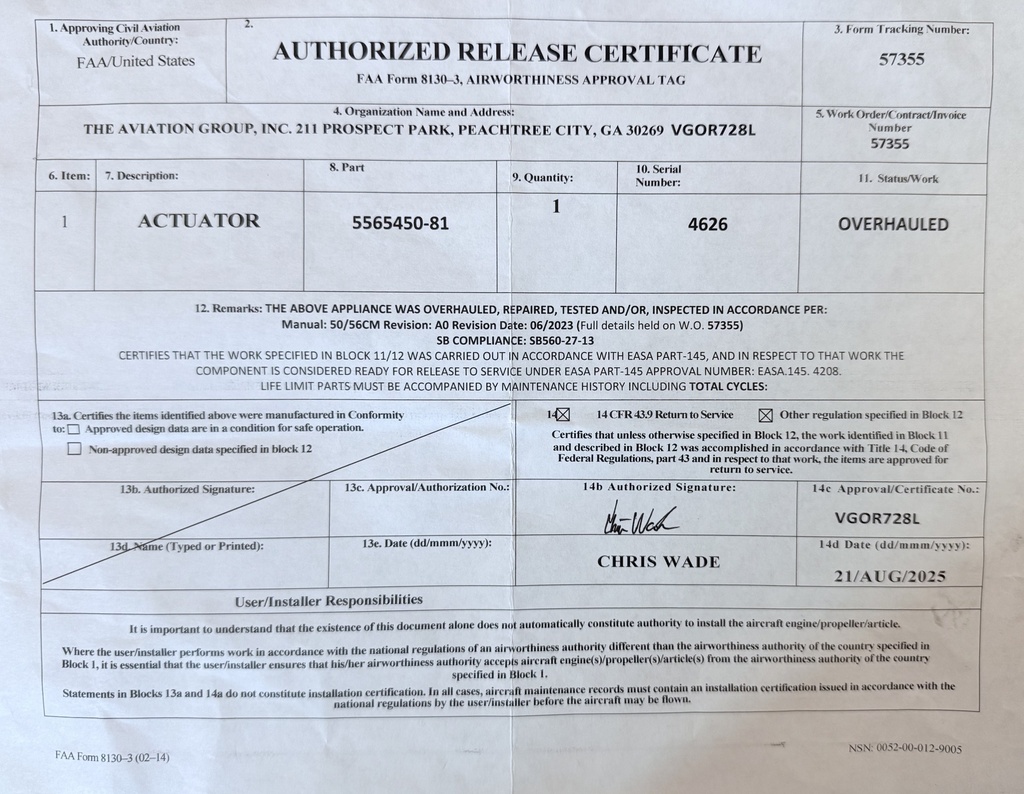 1. Approving Civil Aviation
Authority/Country:
FAA/United States
2.
AUTHORIZED RELEASE CERTIFICATE
FAA Form 8130–3, AIRWORTHINESS APPROVAL TAG
3. Form Tracking Number:
57355
4. Organization Name and Address:
THE AVIATION GROUP, INC. 211 PROSPECT PARK, PEACHTREE CITY, GA 30269 VGOR728L
5. Work Order/Contract/Invoice
Number
57355
6. Item:
7. Description:
8. Part
9. Quantity:
10. Serial
Number:
11. Status/Work
1
ACTUATOR
5565450-81
1
4626
OVERHAULED
12. Remarks: THE ABOVE APPLIANCE WAS OVERHAULED, REPAIRED, TESTED AND/OR, INSPECTED IN ACCORDANCE PER:
Manual: 50/56CM Revision: A0 Revision Date: 06/2023 (Full details held on W.O. 57355)
SB COMPLIANCE: SB560-27-13
CERTIFIES THAT THE WORK SPECIFIED IN BLOCK 11/12 WAS CARRIED OUT IN ACCORDANCE WITH EASA PART-145, AND IN RESPECT TO THAT WORK THE
COMPONENT IS CONSIDERED READY FOR RELEASE TO SERVICE UNDER EASA PART-145 APPROVAL NUMBER: EASA.145. 4208.
LIFE LIMIT PARTS MUST BE ACCOMPANIED BY MAINTENANCE HISTORY INCLUDING TOTAL CYCLES:
13a. Certifies the items identified above were manufactured in Conformity
to: Approved design data are in a condition for safe operation.
Non-approved design data specified in block 12
14 14 CFR 43.9 Return to Service Other regulation specified in Block 12
Certifies that unless otherwise specified in Block 12, the work identified in Block 11
and described in Block 12 was accomplished in accordance with Title 14, Code of
Federal Regulations, part 43 and in respect to that work, the items are approved for
return to service.
13b. Authorized Signature:
13c. Approval/Authorization No.:
14b Authorized Signature:
Chris Wade
14c Approval/Certificate No.:
VGOR728L
13d Name (Typed or Printed):
13e. Date (dd/mmm/yyyy):
CHRIS WADE
14d Date (dd/mmm/yyyy):
21/AUG/2025
User/Installer Responsibilities
It is important to understand that the existence of this document alone does not automatically constitute authority to install the aircraft engine/propeller/article.
Where the user/installer performs work in accordance with the national regulations of an airworthiness authority different than the airworthiness authority of the country specified in
Block 1, it is essential that the user/installer ensures that his/her airworthiness authority accepts aircraft engine(s)/propeller(s)/article(s) from the airworthiness authority of the country
specified in Block 1.
Statements in Blocks 13a and 14a do not constitute installation certification. In all cases, aircraft maintenance records must contain an installation certification issued in accordance with the
national regulations by the user/installer before the aircraft may be flown.
FAA Form 8130–3 (02–14)
NSN: 0052-00-012-9005